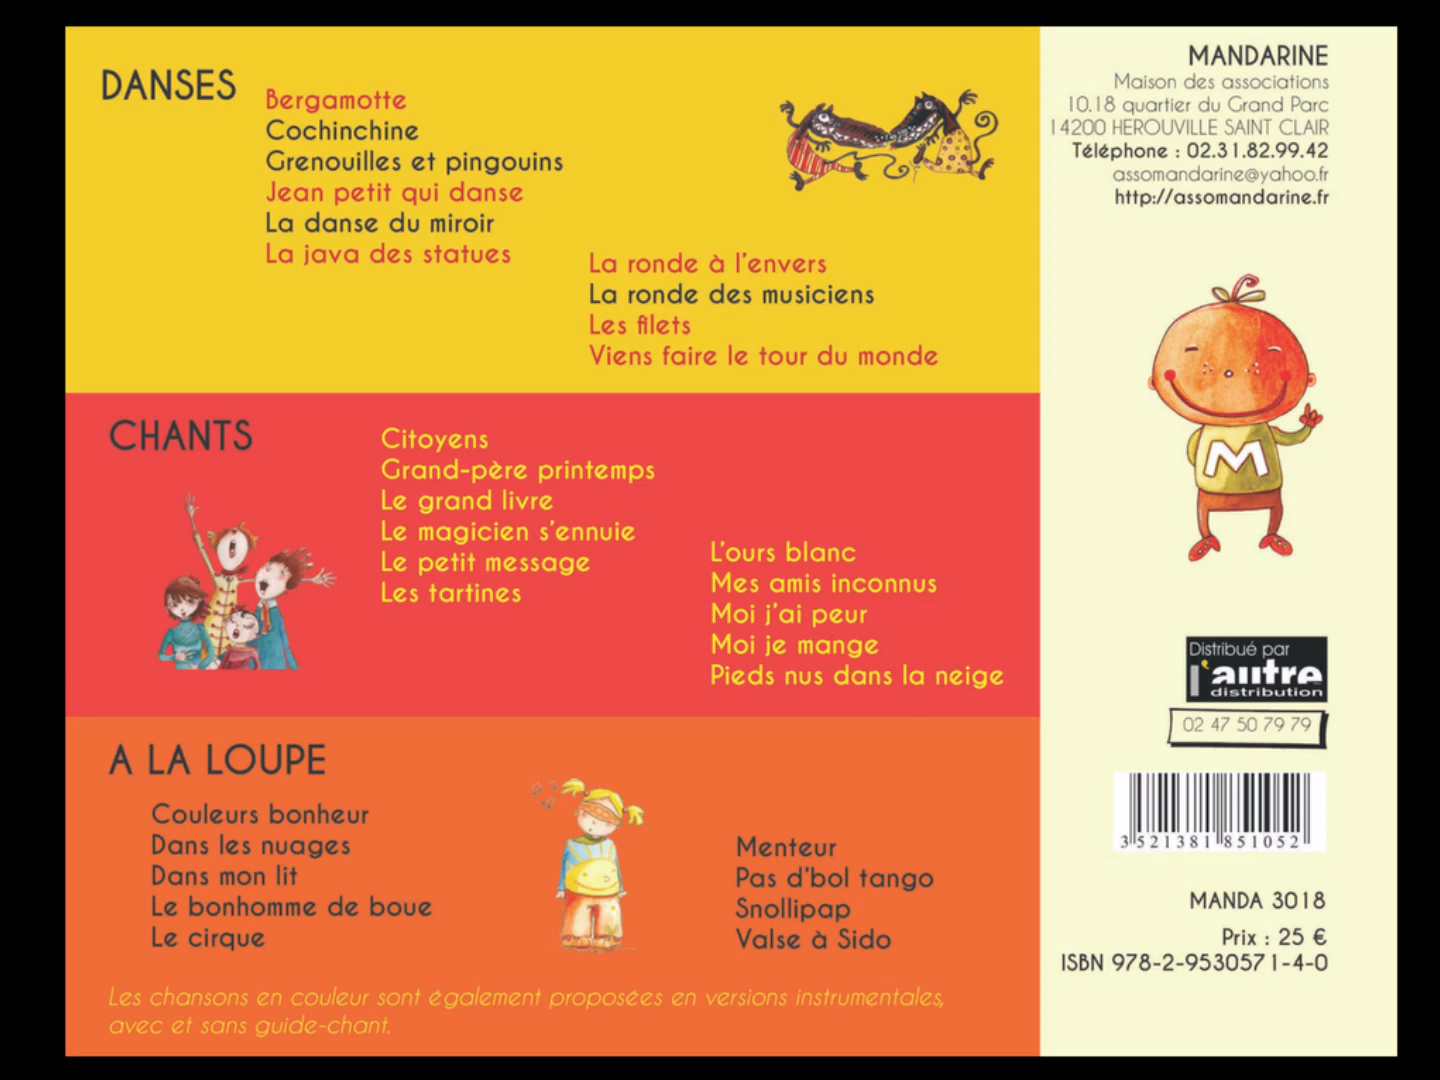 DANSES
Bergamotte
Cochinchine
Grenouilles et pingouins
Jean petit qui danse
La danse du miroir
La java des statues
La ronde à l'envers
La ronde des musiciens
Les filets
Viens faire le tour du monde
CHANTS
Citoyens
Grand-père printemps
Le grand livre
Le magicien s'ennuie
Le petit message
Les tartines
L'ours blanc
Mes amis inconnus
Moi j'ai peur
Moi je mange
Pieds nus dans la neige
A LA LOUPE
Couleurs bonheur
Dans les nuages
Dans mon lit
Le bonhomme de boue
Le cirque
Menteur
Pas d'bol tango
Snollipap
Valse à Sido
Les chansons en couleur sont également proposées en versions instrumentales,
avec et sans guide-chant.
MANDARINE
Maison des associations
10.18 quartier du Grand Parc
14200 HEROUVILLE SAINT CLAIR
Téléphone : 02.31.82.99.42
assomandarine@yahoo.fr
http://assomandarine.fr
M
Distribué par
l'autre
distribution
02 47 50 79 79
3 521381 851052
MANDA 3018
Prix : 25 €
ISBN 978-2-9530571-4-0